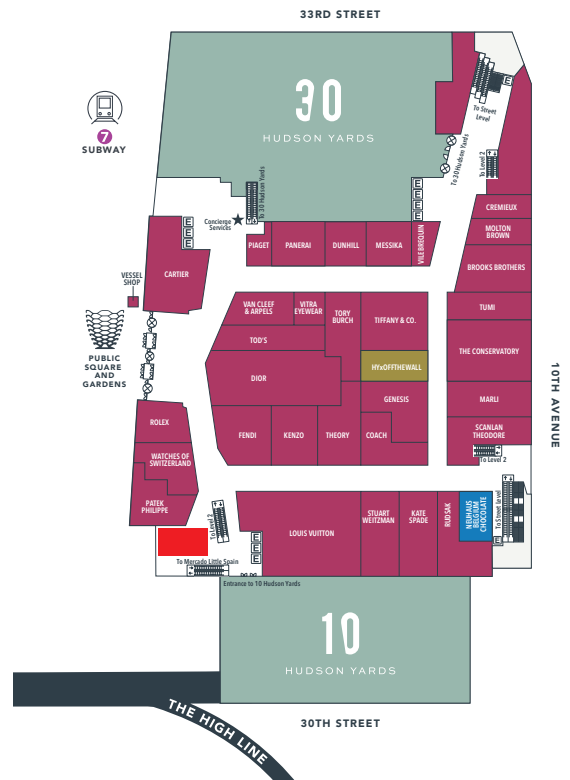 33RD STREET
30
HUDSON YARDS
To Street
Level
E
7
SUBWAY
To 30 Hudson Yards
To Level 2
To 30 Hudson Yards
E
E
E
E
CREMIEUX
Concierge
Services
E
E
E
PIAGET
PANERAI
DUNHILL
MESSIKA
VILEBREQUIN
MOLTON
BROWN
BROOKS BROTHERS
CARTIER
VESSEL
SHOP
VAN CLEEF
& ARPELS
VITRA
EYEWEAR
TORY
BURCH
TIFFANY & CO.
TUMI
PUBLIC
SQUARE
AND
GARDENS
TOD'S
THE CONSERVATORY
DIOR
HYxOFFTHEWALL
10TH AVENUE
GENESIS
MARLI
ROLEX
FENDI
KENZO
THEORY
COACH
SCANLAN
THEODORE
To Level 2
WATCHES OF
SWITZERLAND
PATEK
PHILIPPE
To Level 2
E
E
E
LOUIS VUITTON
STUART
WEITZMAN
KATE
SPADE
RUDSAK
NEUHAUS
BELGIUM
CHOCOLATE
To Street Level
E
To Mercado Little Spain
Entrance to 10 Hudson Yards
10
HUDSON YARDS
THE HIGH LINE
30TH STREET